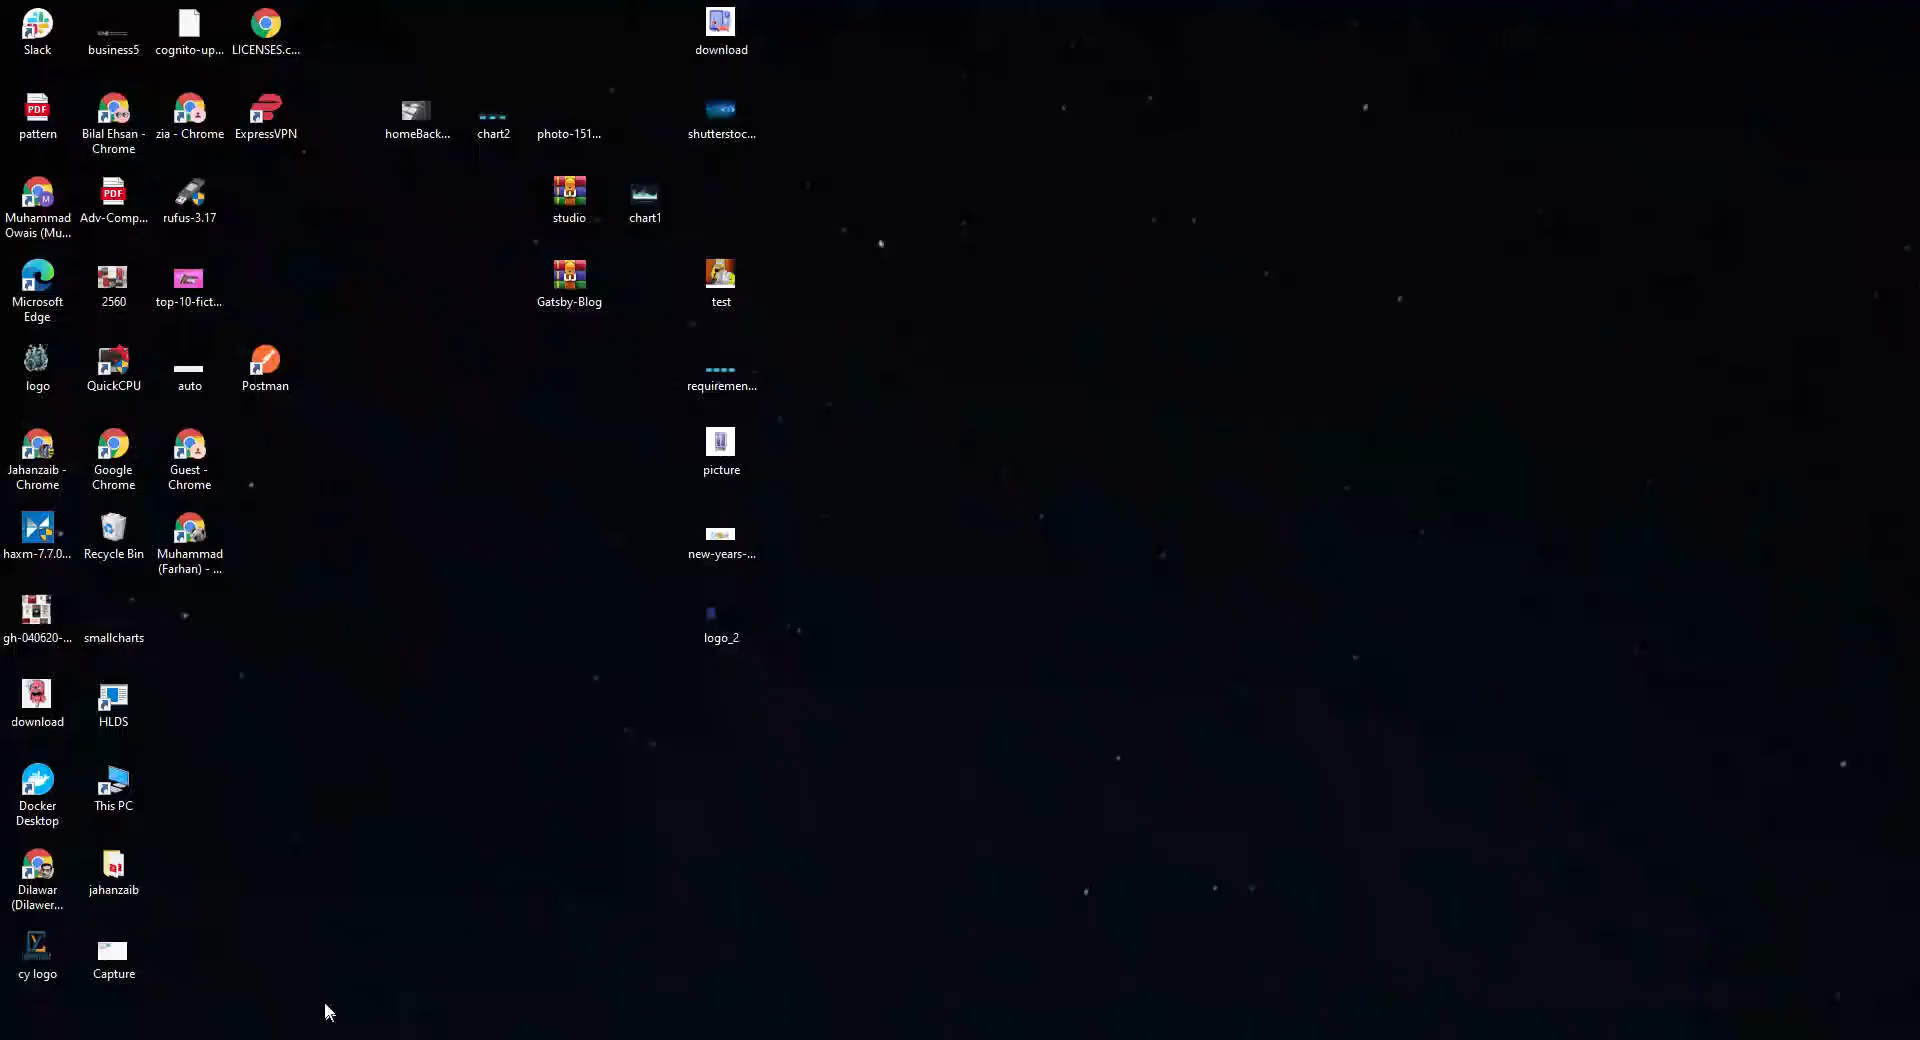 Slack
business5
cognito-up...
LICENSES.c...
download
PDF
pattern
Bilal Ehsan -
Chrome
zia - Chrome
ExpressVPN
homeBack...
chart2
photo-151...
shutterstoc...
M
Muhammad
Owais (Mu...
PDF
Adv-Comp...
rufus-3.17
studio
chart1
Microsoft
Edge
2560
top-10-fict...
Gatsby-Blog
test
logo
QuickCPU
auto
Postman
requiremen...
Jahanzaib -
Chrome
Google
Chrome
Guest -
Chrome
picture
haxm-7.7.0...
Recycle Bin
Muhammad
(Farhan) - ...
new-years-...
gh-040620-...
smallcharts
logo_2
download
HLDS
Docker
Desktop
This PC
Dilawar
(Dilawer...
jahanzaib
cy logo
Capture